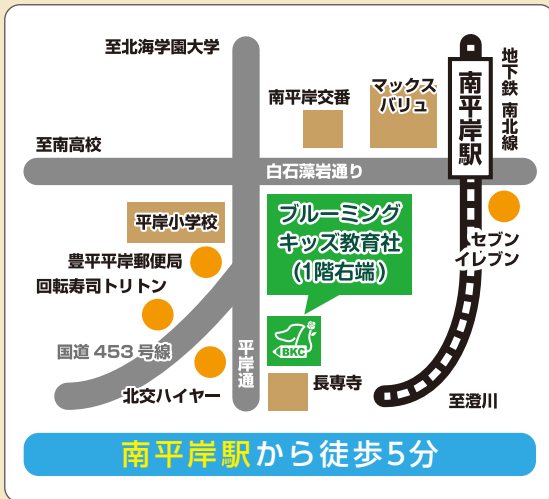 至北海学園大学
地下鉄 南北線
南平岸駅
マックス
バリュ
南平岸交番
至南高校
白石藻岩通り
平岸小学校
ブルーミング
キッズ教育社
(1階右端)
セブン
イレブン
豊平平岸郵便局
回転寿司トリトン
国道453号線
平岸通
BKC
北交ハイヤー
長専寺
至澄川
南平岸駅から徒歩5分